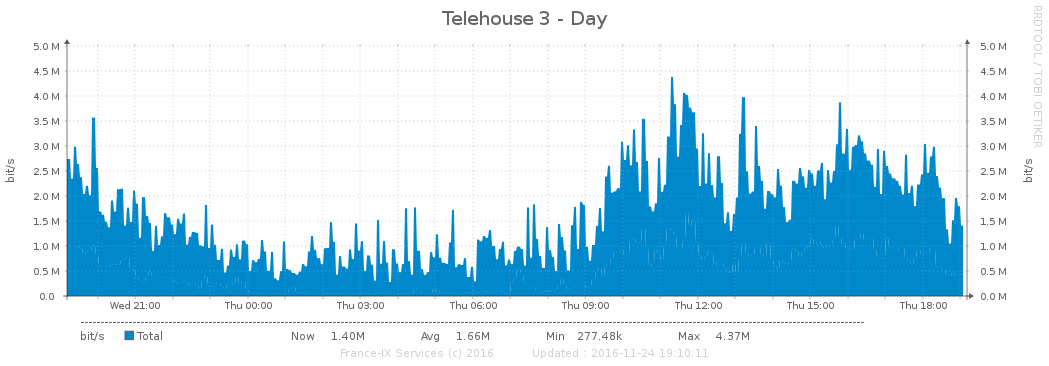 Telehouse 3 - Day
RRDTOOL / TOBI OETIKER
bit/s
5.0 M 5.0 M
4.5 M 4.5 M
4.0 M 4.0 M
3.5 M 3.5 M
3.0 M 3.0 M
2.5 M 2.5 M
2.0 M 2.0 M
1.5 M 1.5 M
1.0 M 1.0 M
0.5 M 0.5 M
0.0 0.0 M
bit/s
Wed 21:00 Thu 00:00 Thu 03:00 Thu 06:00 Thu 09:00 Thu 12:00 Thu 15:00 Thu 18:00
bit/s Total Now 1.40M Avg 1.66M Min 277.48k Max 4.37M
France-IX Services (c) 2016 Updated : 2016-11-24 19:10:11